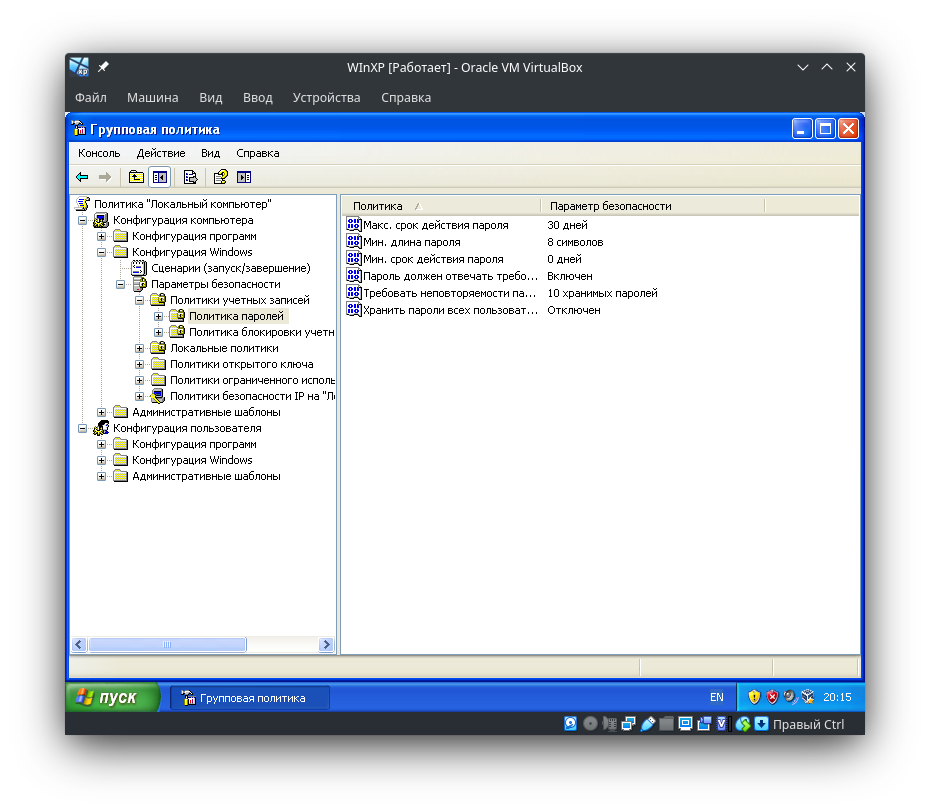 WInXP [Работает] - Oracle VM VirtualBox
Файл Машина Вид Ввод Устройства Справка
Групповая политика
Консоль Действие Вид Справка
Политика "Локальный компьютер"
Конфигурация компьютера
Конфигурация программ
Конфигурация Windows
Сценарии (запуск/завершение)
Параметры безопасности
Политики учетных записей
Политика паролей
Политика блокировки учетн
Локальные политики
Политики открытого ключа
Политики ограниченного исполь
Политики безопасности IP на "Ло
Административные шаблоны
Конфигурация пользователя
Конфигурация программ
Конфигурация Windows
Административные шаблоны
Политика Параметр безопасности
Макс. срок действия пароля 30 дней
Мин. длина пароля 8 символов
Мин. срок действия пароля 0 дней
Пароль должен отвечать требо... Включен
Требовать неповторяемости па... 10 хранимых паролей
Хранить пароли всех пользоват... Отключен
пуск Групповая политика EN 20:15
Правый Ctrl